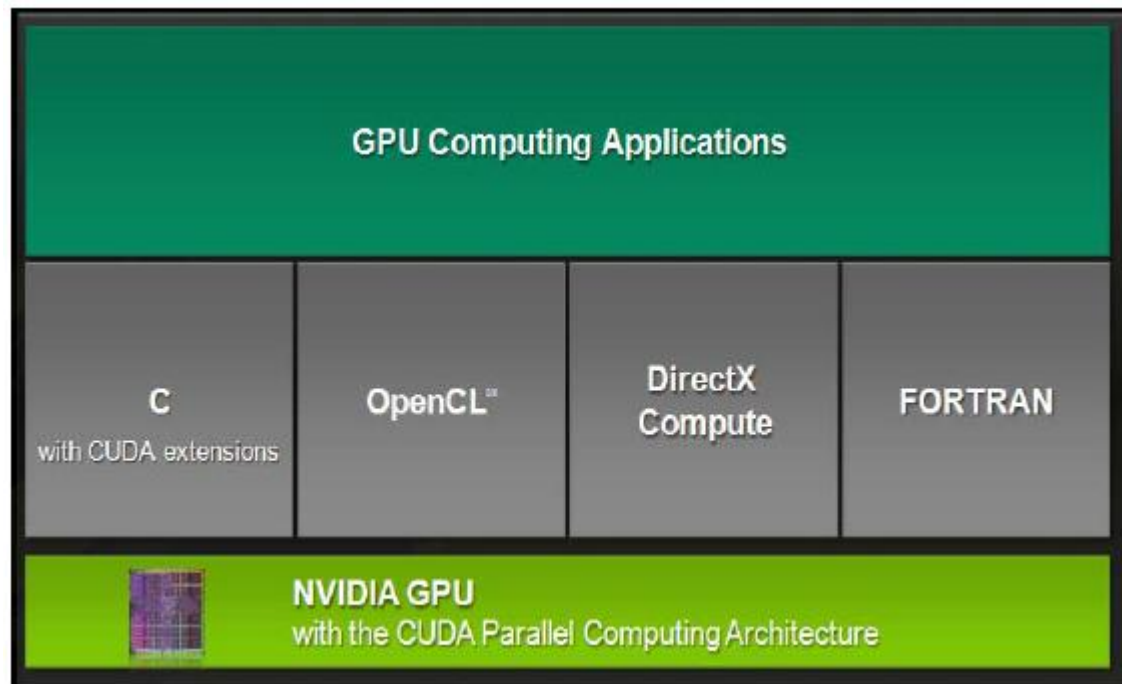 GPU Computing Applications
C
with CUDA extensions
OpenCL
DirectX
Compute
FORTRAN
NVIDIA GPU
with the CUDA Parallel Computing Architecture